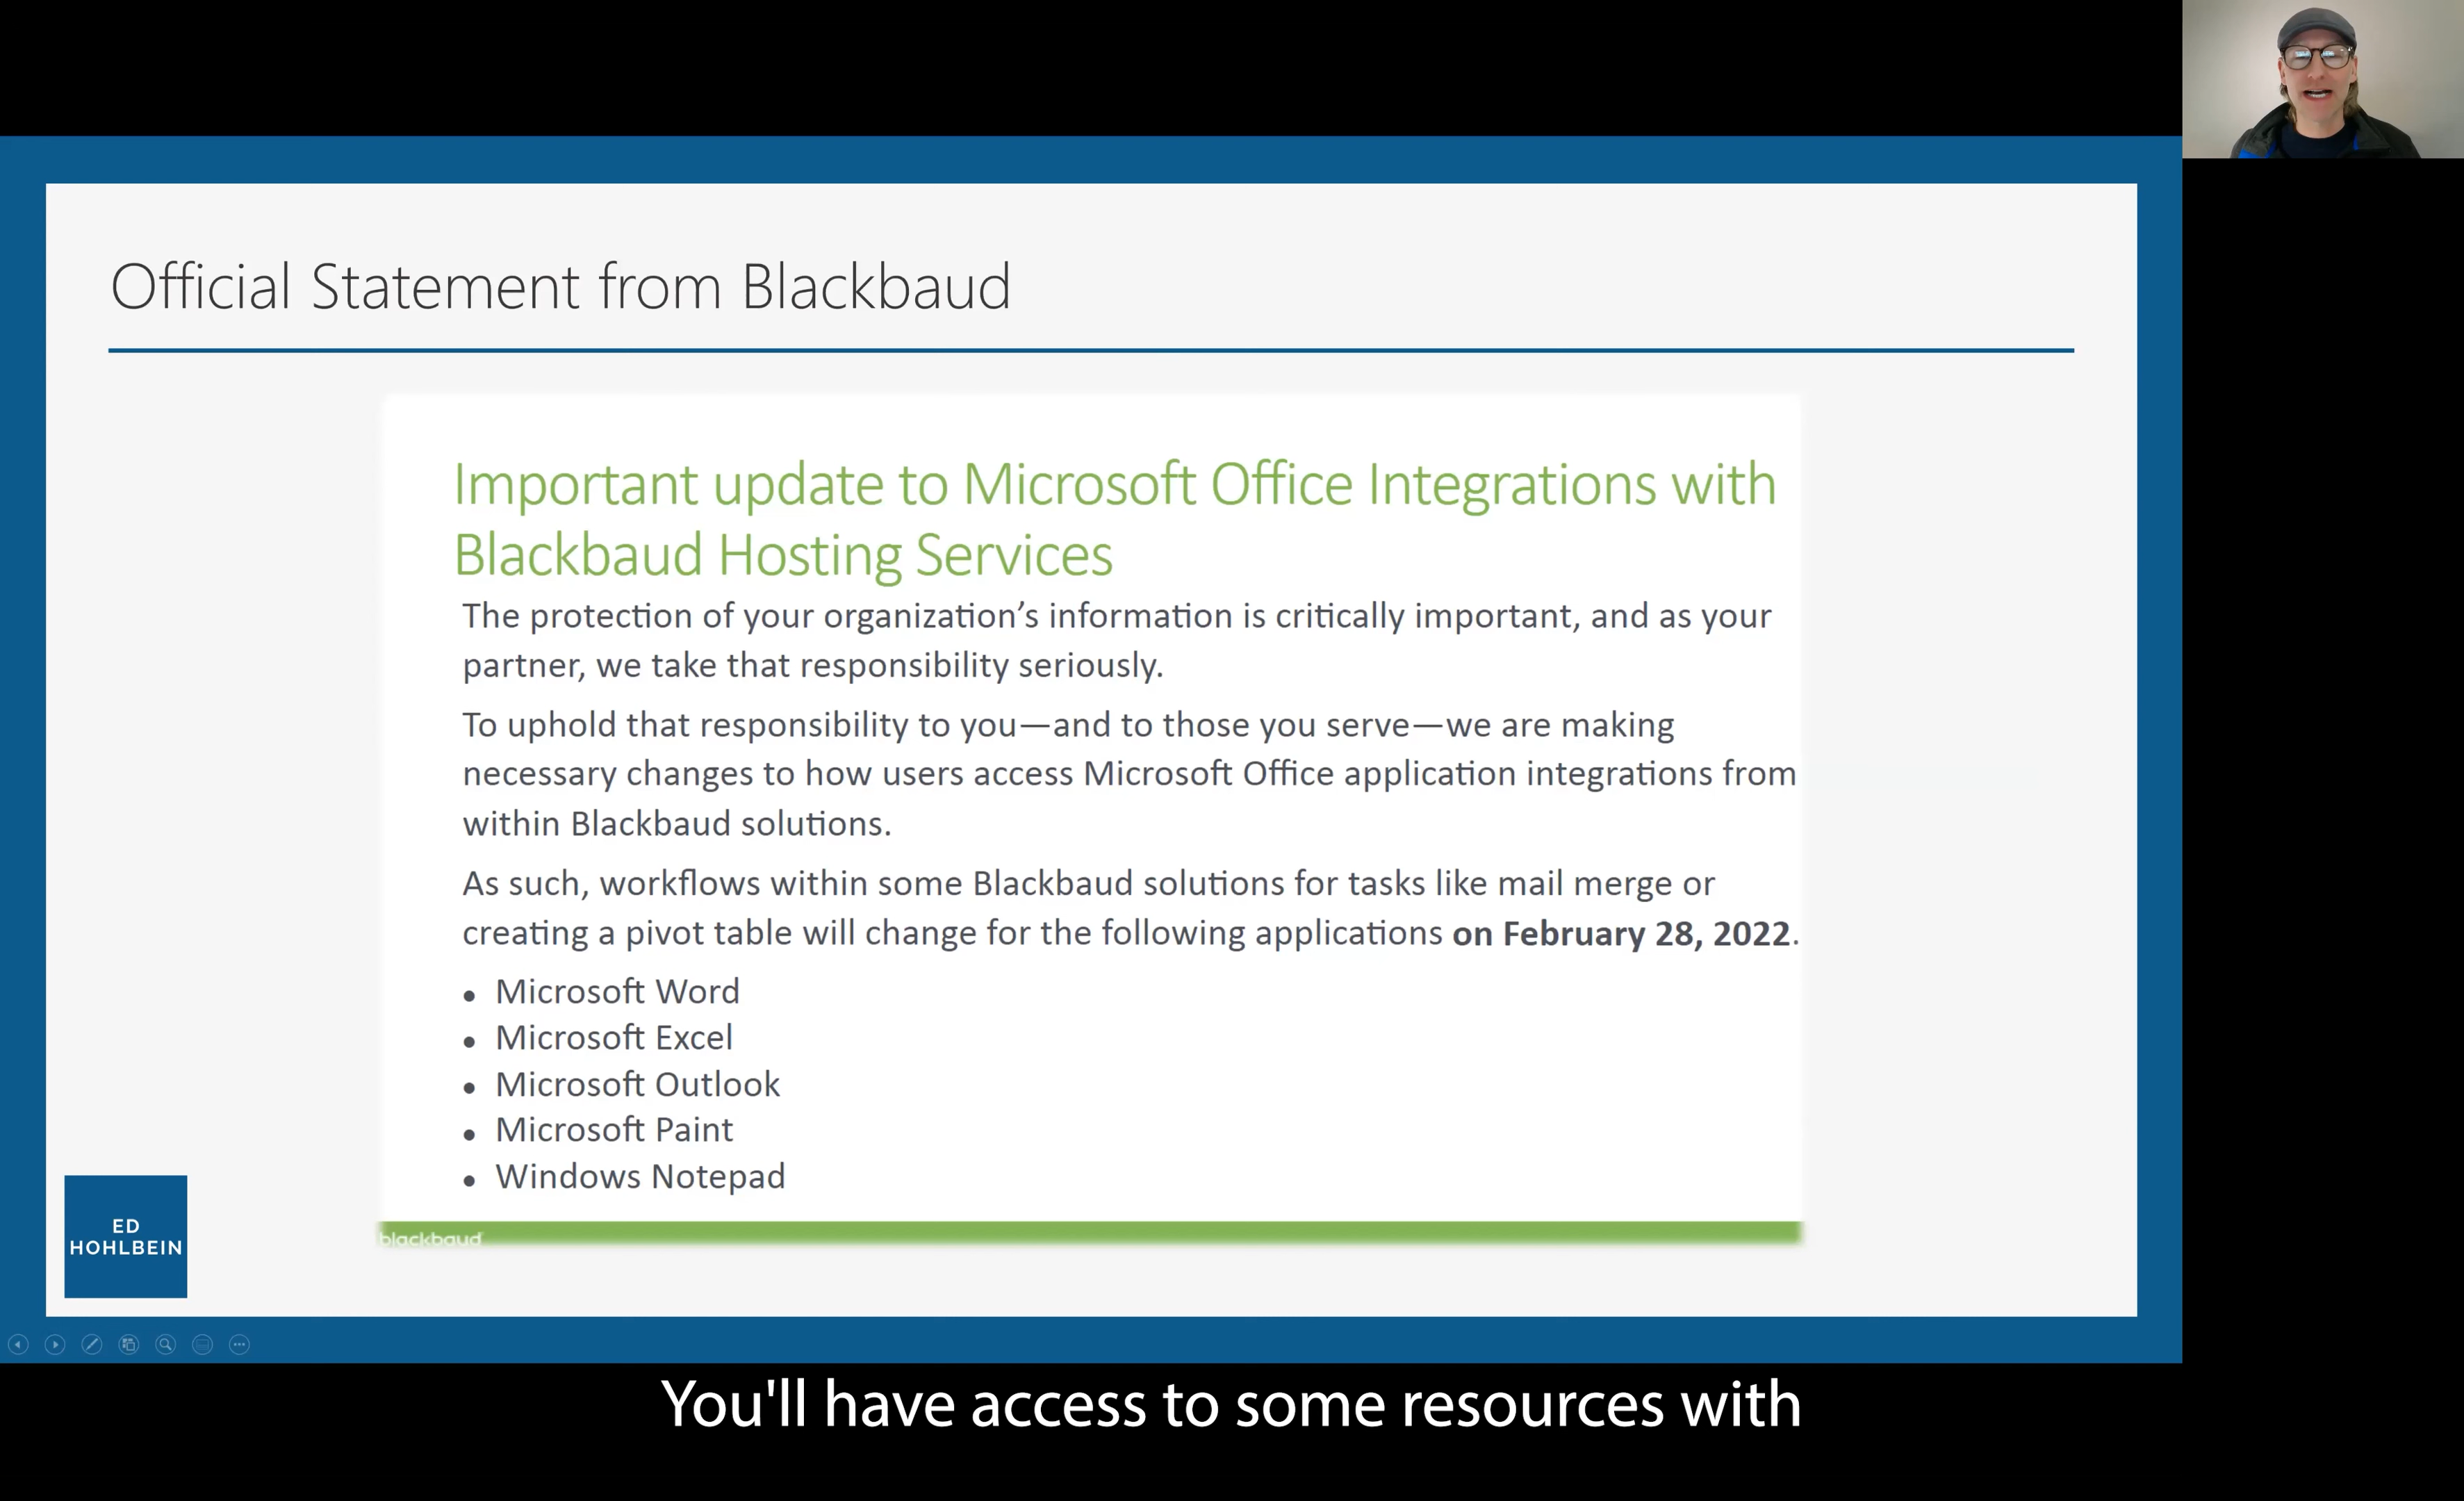 Official Statement from Blackbaud
Important update to Microsoft Office Integrations with
Blackbaud Hosting Services
The protection of your organization’s information is critically important, and as your
partner, we take that responsibility seriously.
To uphold that responsibility to you—and to those you serve—we are making
necessary changes to how users access Microsoft Office application integrations from
within Blackbaud solutions.
As such, workflows within some Blackbaud solutions for tasks like mail merge or
creating a pivot table will change for the following applications on February 28, 2022.
• Microsoft Word
• Microsoft Excel
• Microsoft Outlook
• Microsoft Paint
• Windows Notepad
blackbaud
ED
HOHLBEIN
You'll have access to some resources with